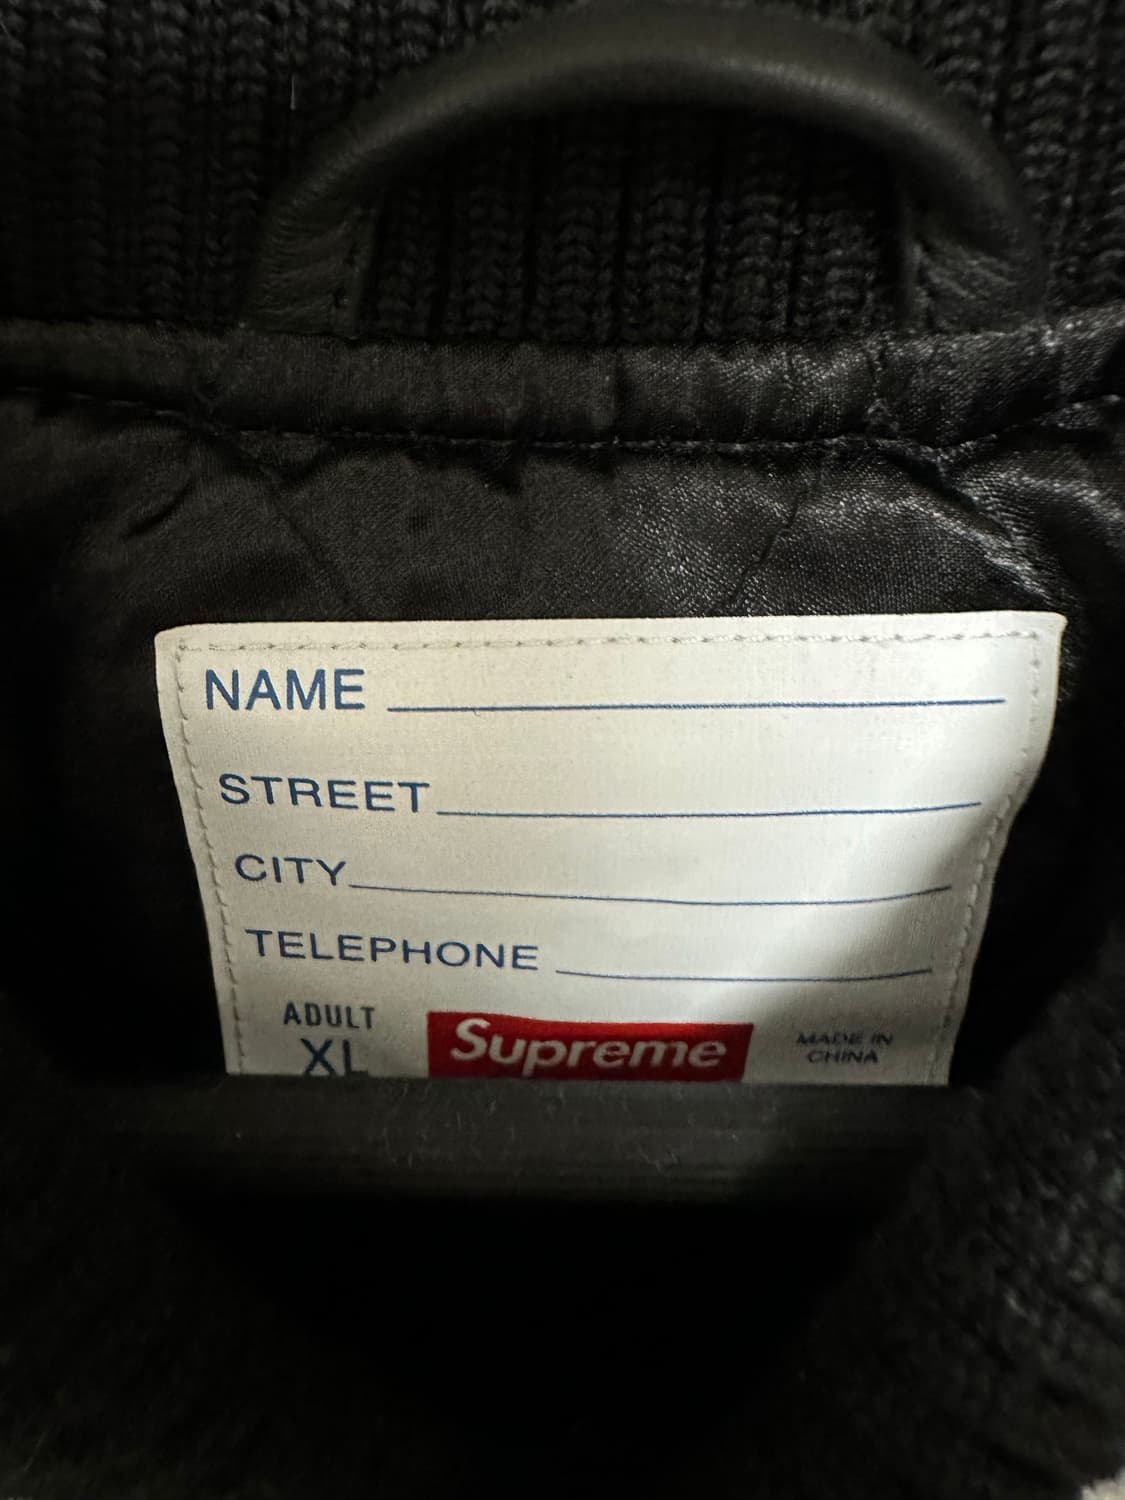 NAME
STREET
CITY
TELEPHONE
ADULT
XL
Supreme
MADE IN
CHINA